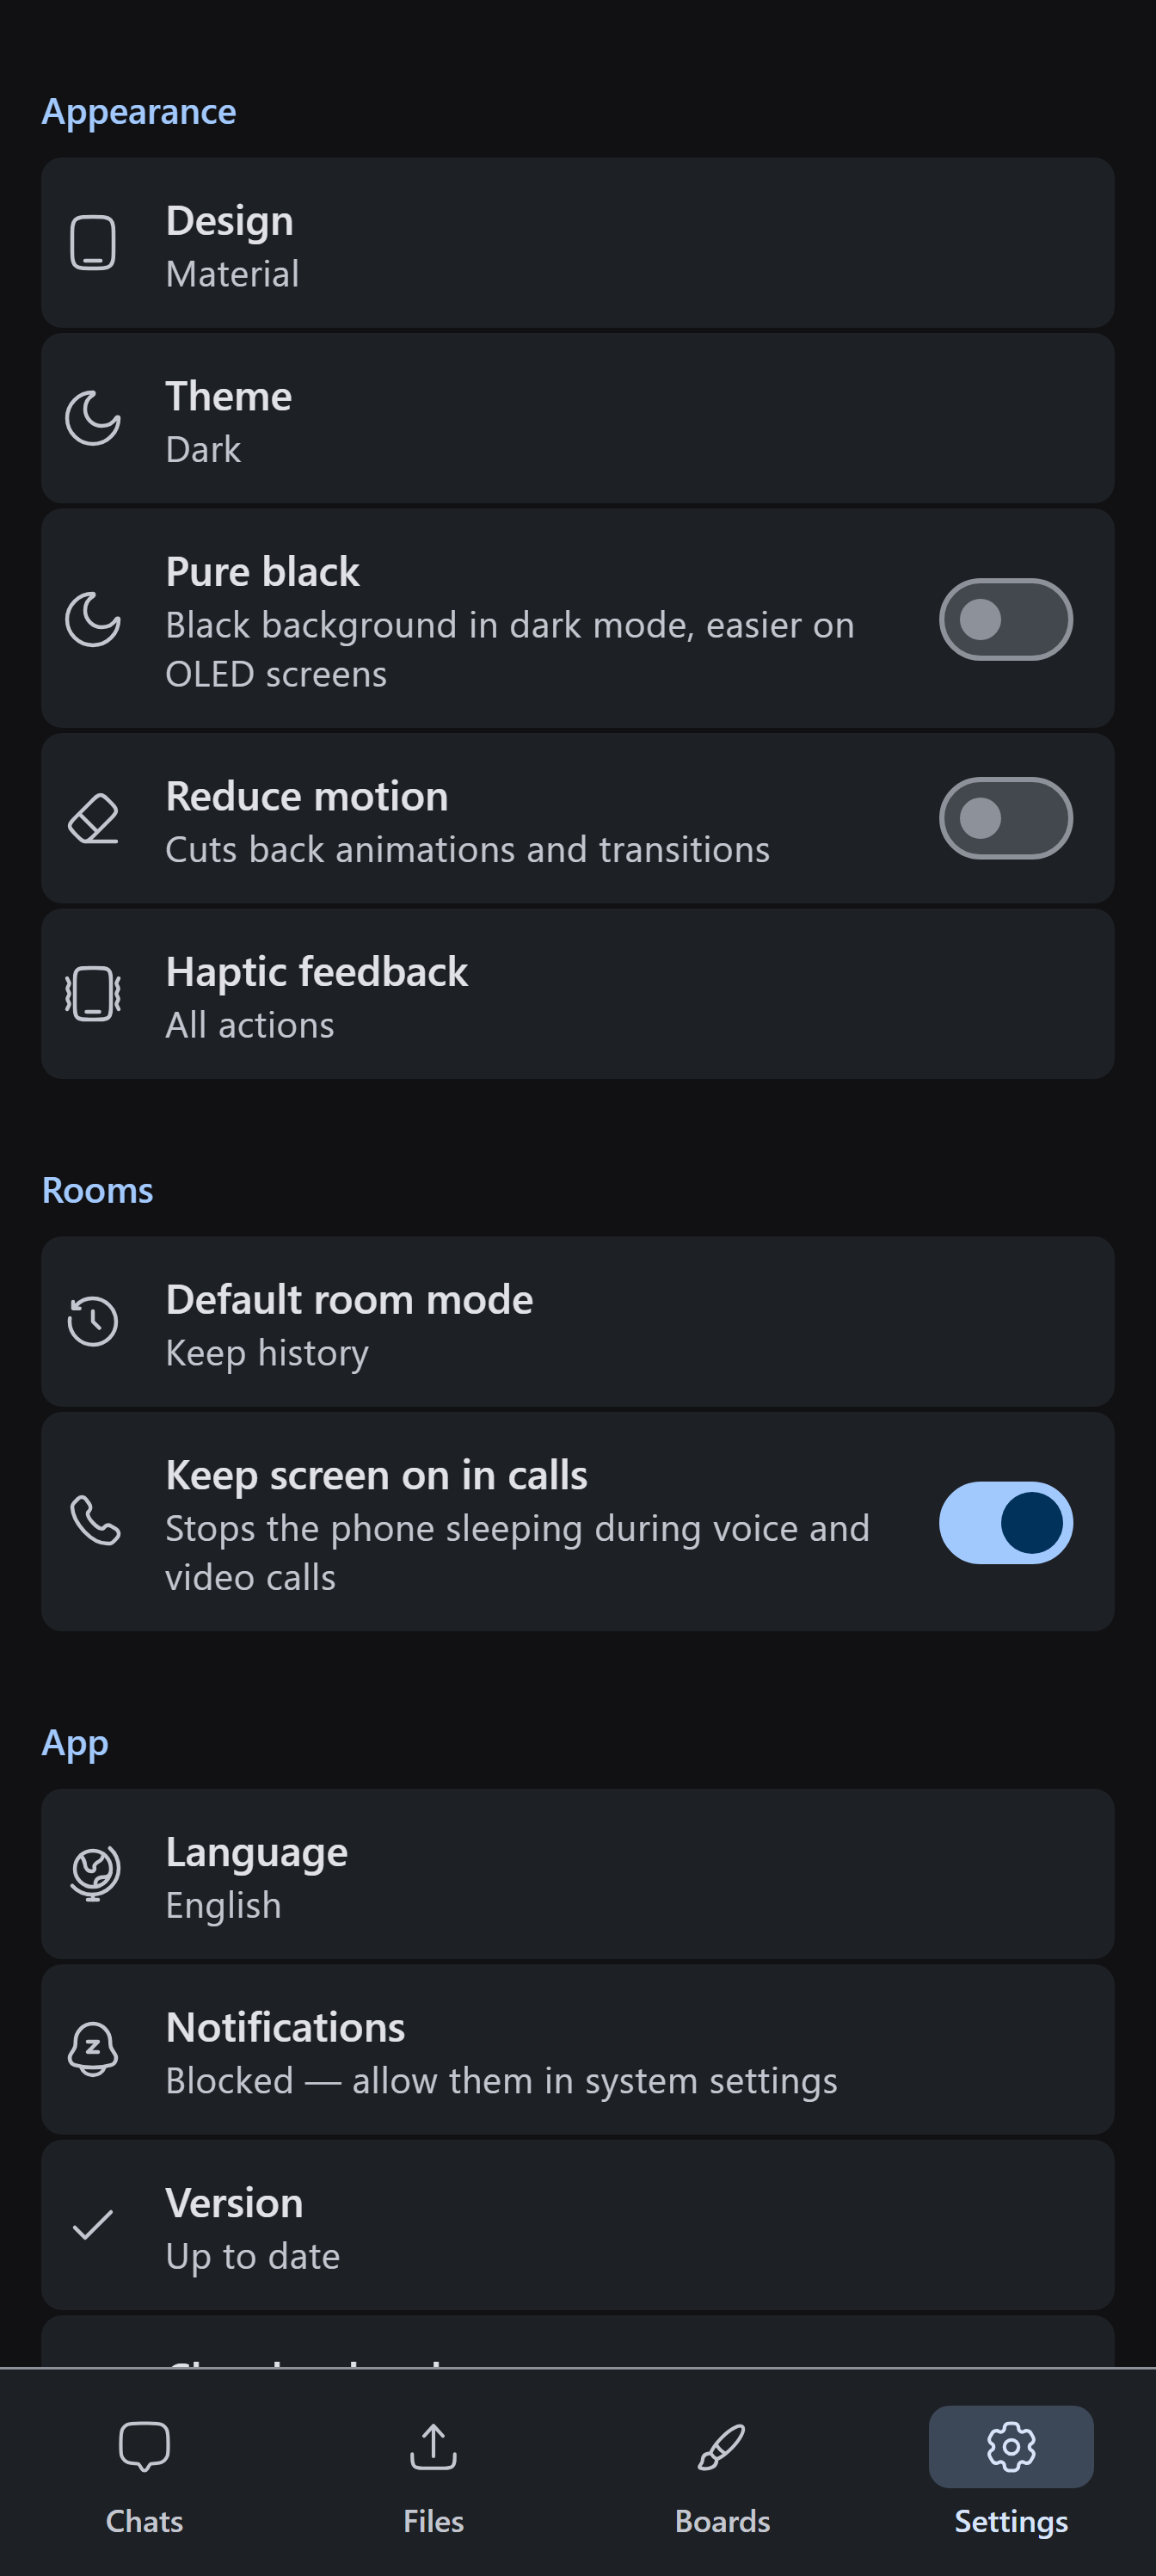 Appearance
Design
Material
Theme
Dark
Pure black
Black background in dark mode, easier on
OLED screens
Reduce motion
Cuts back animations and transitions
Haptic feedback
All actions
Rooms
Default room mode
Keep history
Keep screen on in calls
Stops the phone sleeping during voice and
video calls
App
Language
English
Notifications
Blocked — allow them in system settings
Version
Up to date
Chats
Files
Boards
Settings